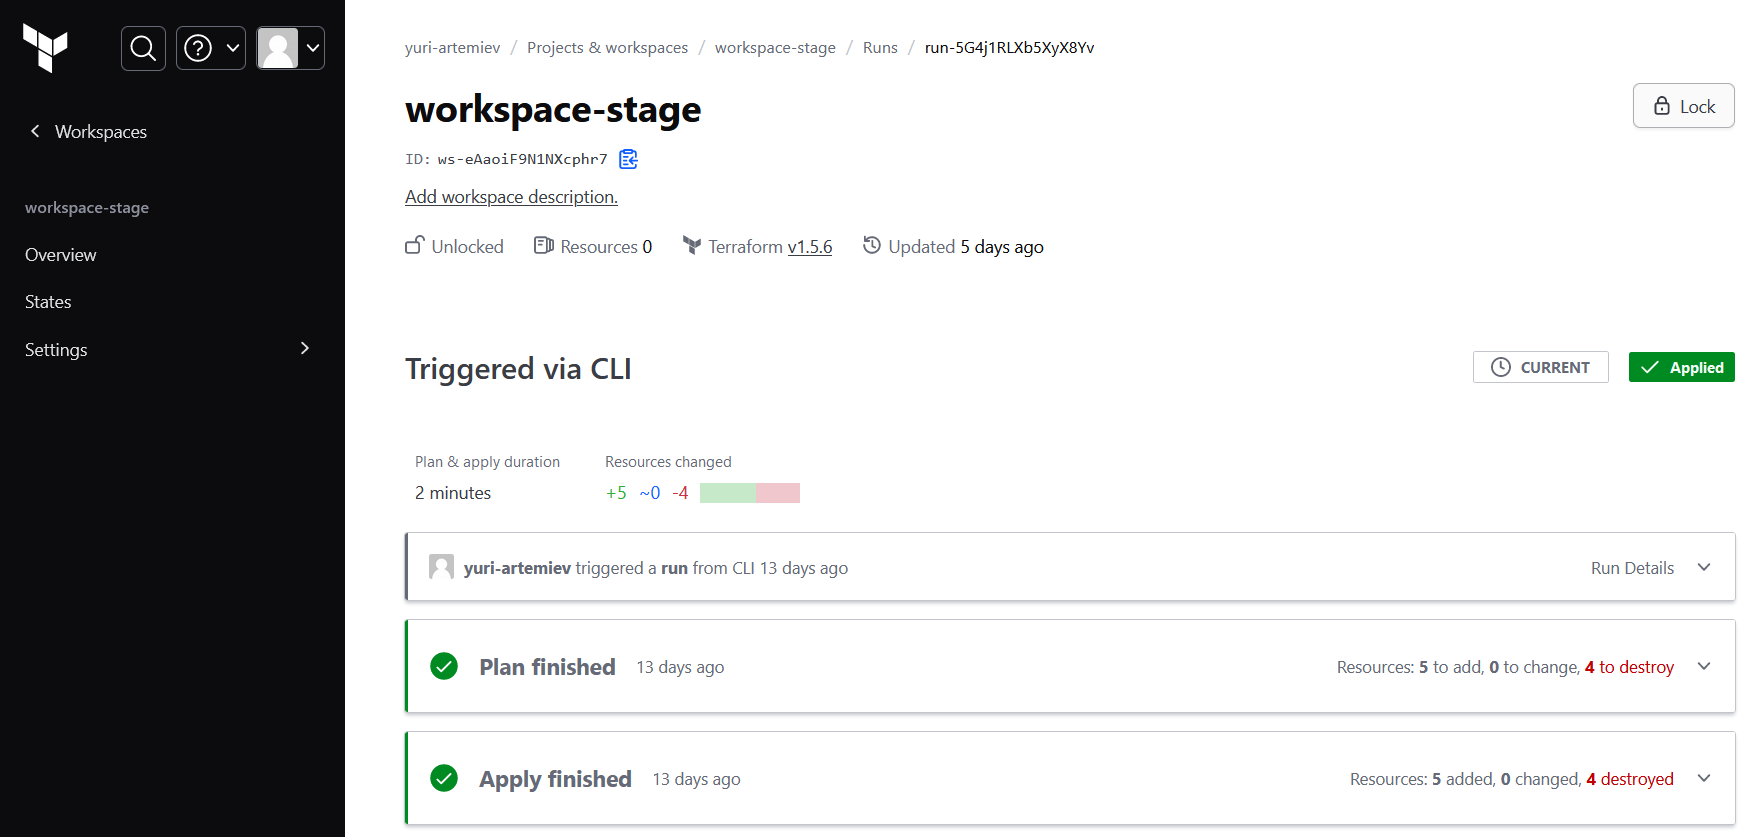 yuri-artemiev / Projects & workspaces / workspace-stage / Runs / run-5G4j1RLXb5XyX8Yv
workspace-stage
Lock
ID: ws-eAaoiF9N1NXcphr7
Add workspace description.
Unlocked Resources 0 Terraform v1.5.6 Updated 5 days ago
Workspaces
workspace-stage
Overview
States
Settings
Triggered via CLI
CURRENT
Applied
Plan & apply duration Resources changed
2 minutes +5 ~0 -4
yuri-artemiev triggered a run from CLI 13 days ago Run Details
Plan finished 13 days ago Resources: 5 to add, 0 to change, 4 to destroy
Apply finished 13 days ago Resources: 5 added, 0 changed, 4 destroyed